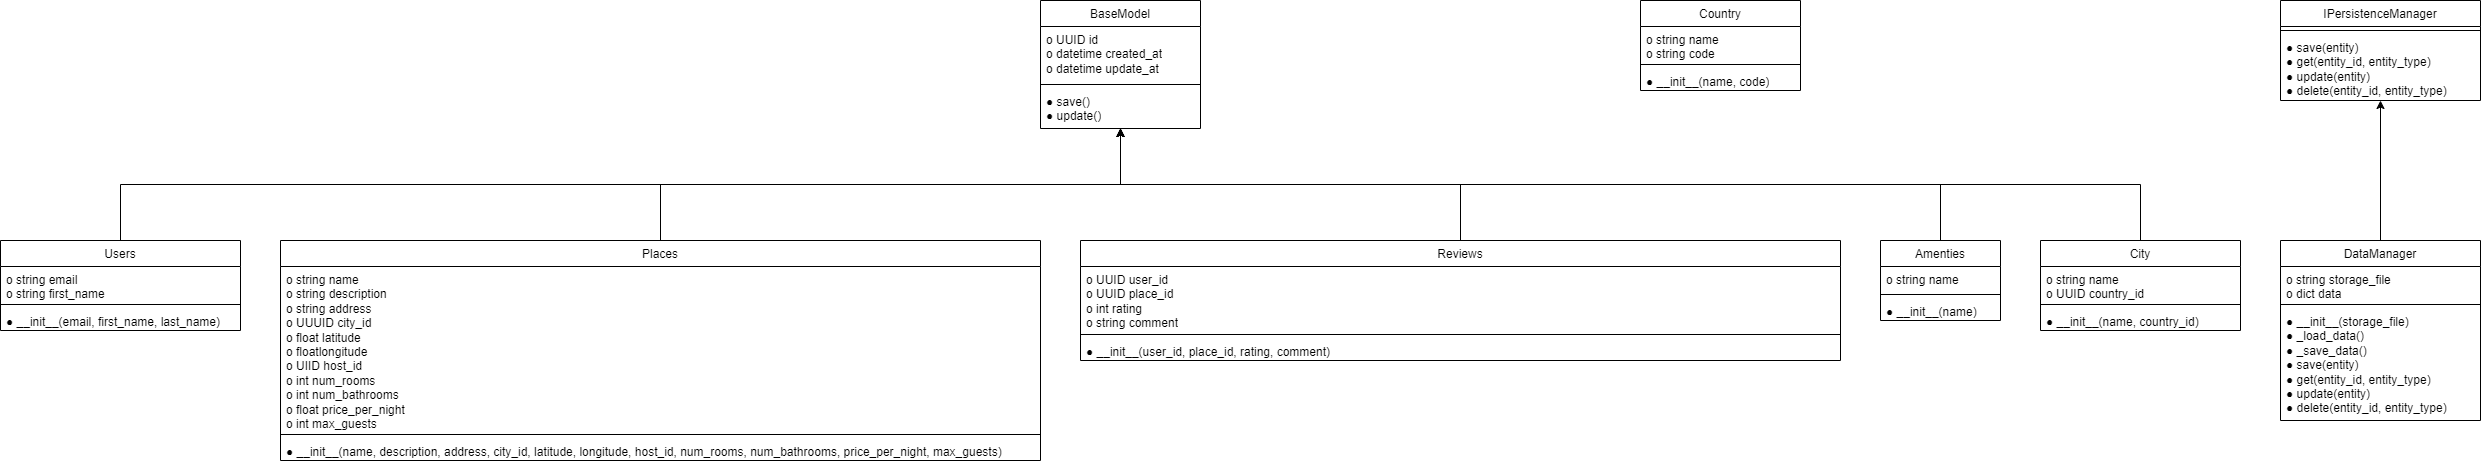 BaseModel
o UUID id
o datetime created_at
o datetime update_at
● save()
● update()
Country
o string name
o string code
● __init__(name, code)
IPersistenceManager
● save(entity)
● get(entity_id, entity_type)
● update(entity)
● delete(entity_id, entity_type)
Users
o string email
o string first_name
● __init__(email, first_name, last_name)
Places
o string name
o string description
o string address
o UUUID city_id
o float latitude
o floatlongitude
o UIID host_id
o int num_rooms
o int num_bathrooms
o float price_per_night
o int max_guests
● __init__(name, description, address, city_id, latitude, longitude, host_id, num_rooms, num_bathrooms, price_per_night, max_guests)
Reviews
o UUID user_id
o UUID place_id
o int rating
o string comment
● __init__(user_id, place_id, rating, comment)
Amenties
o string name
● __init__(name)
City
o string name
o UUID country_id
● __init__(name, country_id)
DataManager
o string storage_file
o dict data
● __init__(storage_file)
● _load_data()
● _save_data()
● save(entity)
● get(entity_id, entity_type)
● update(entity)
● delete(entity_id, entity_type)